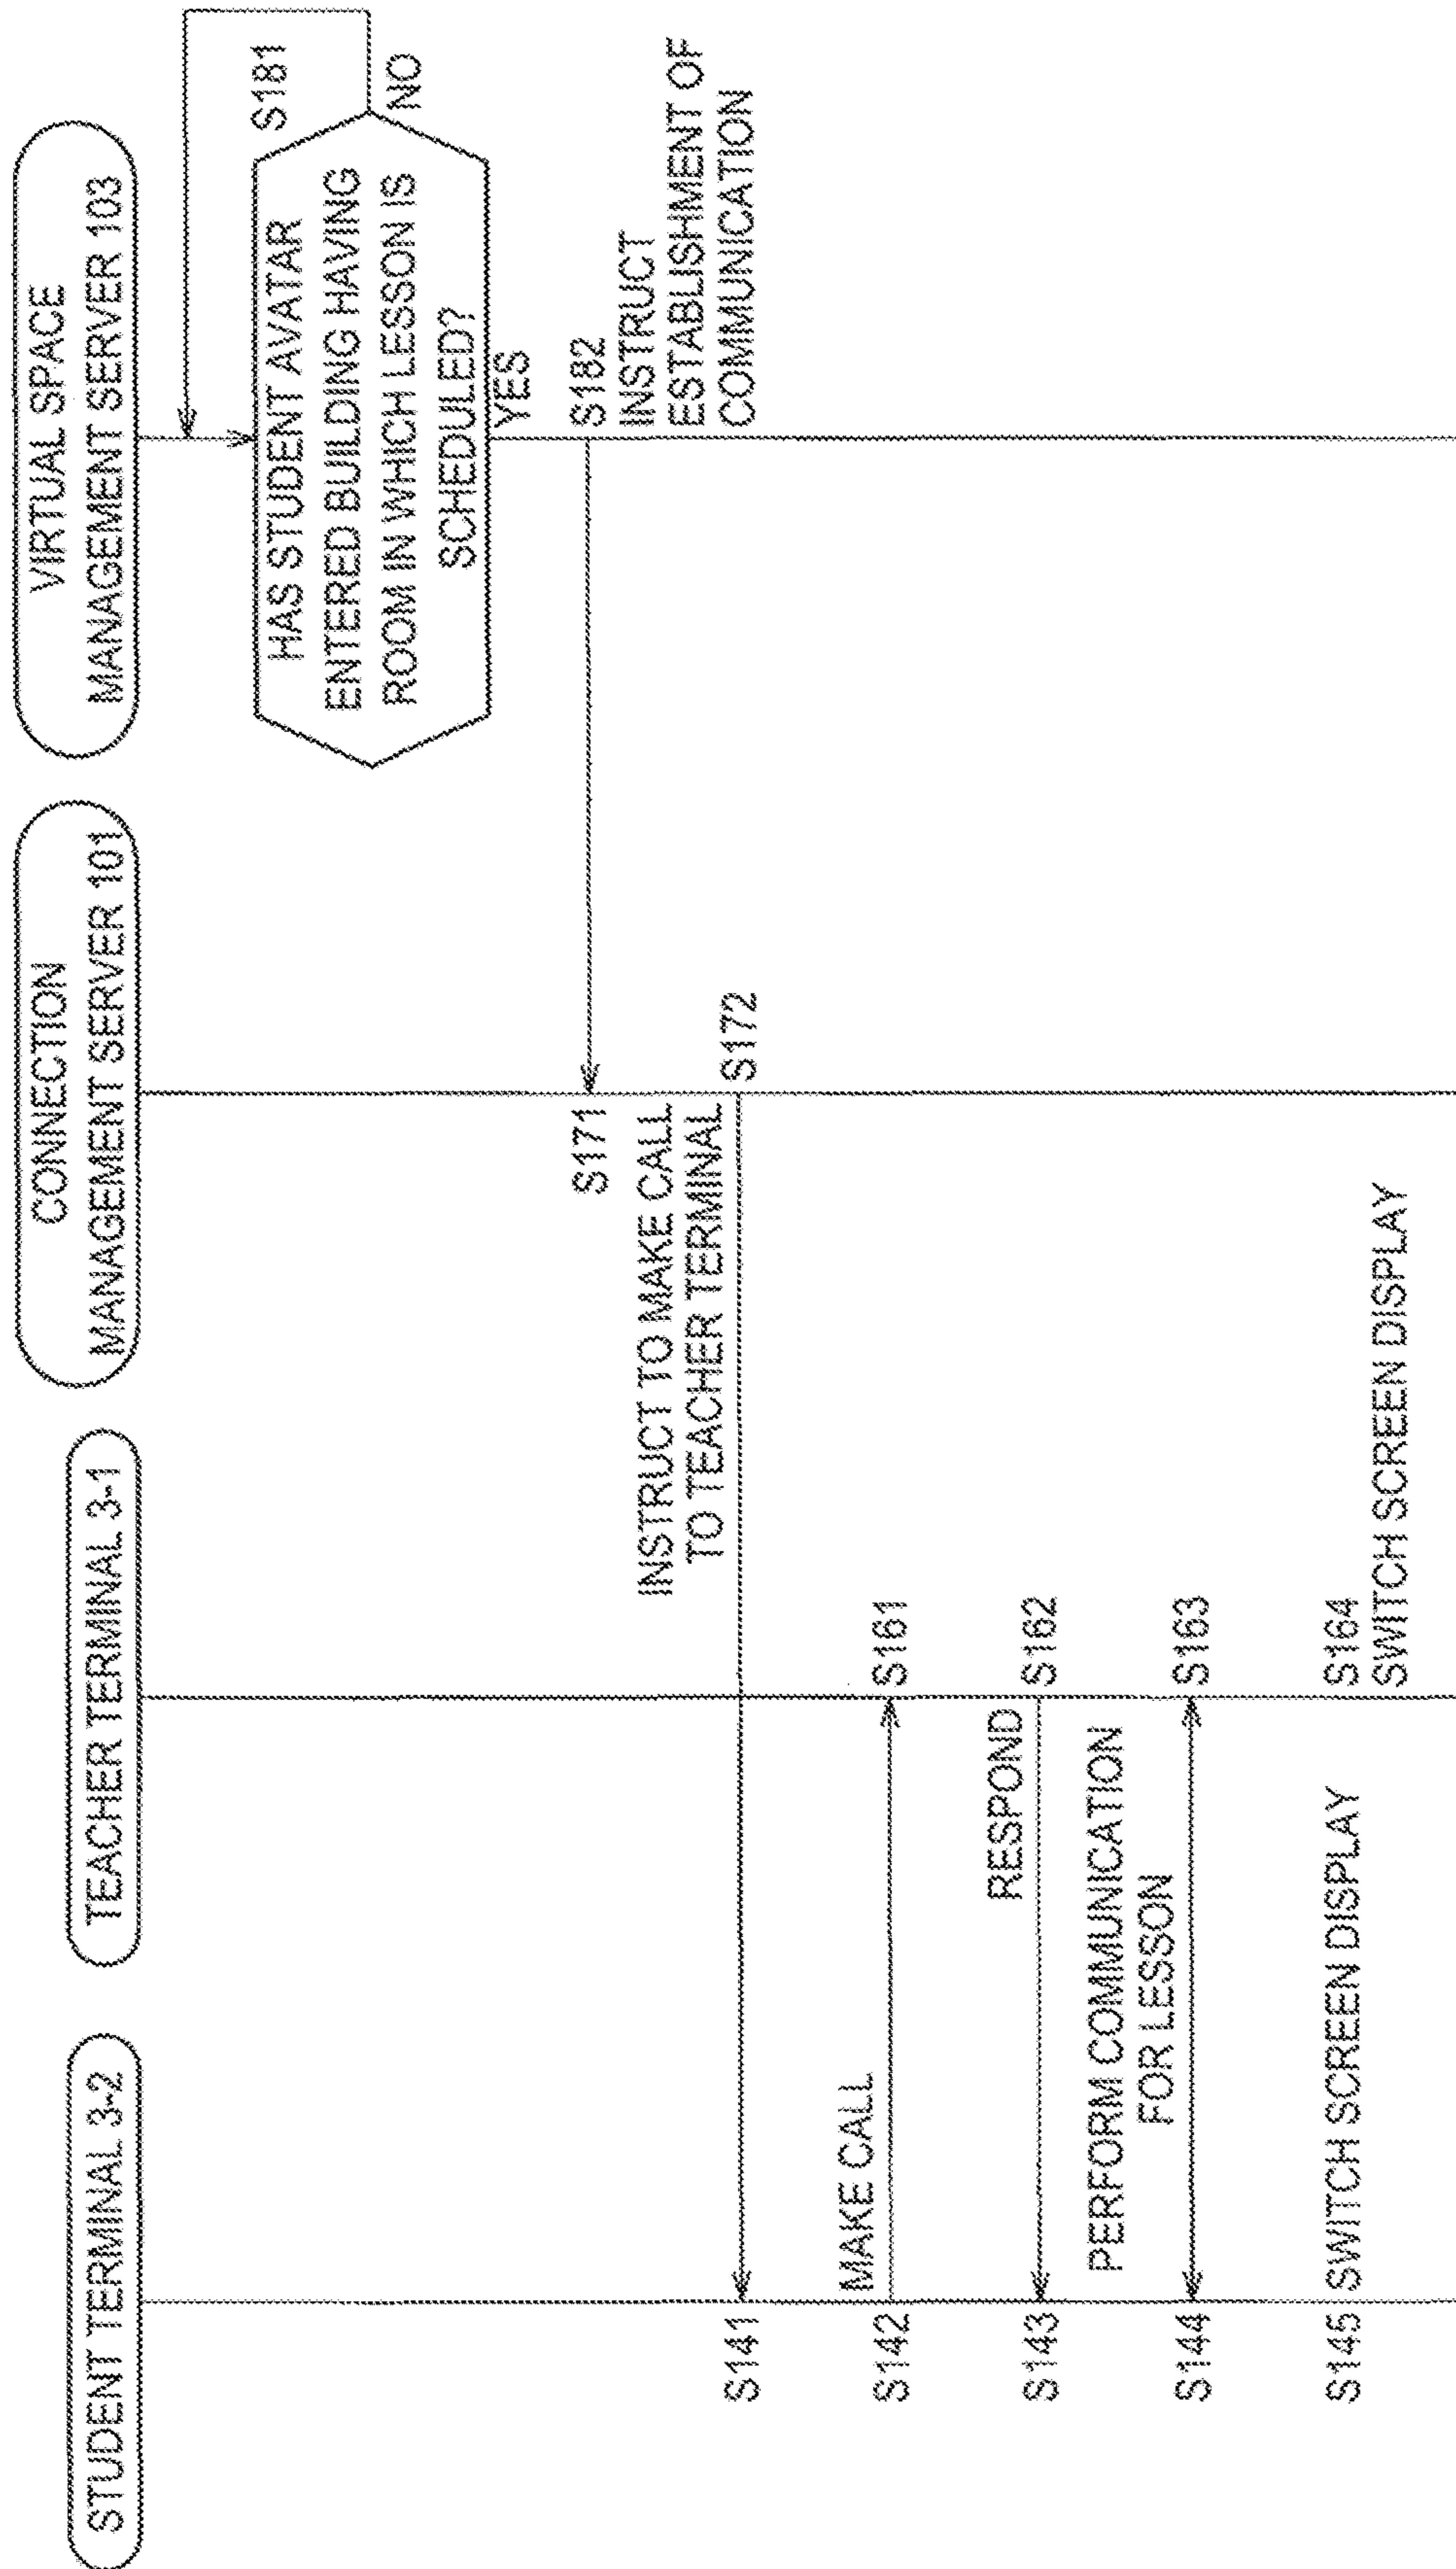 STUDENT TERMINAL 3-2
TEACHER TERMINAL 3-1
CONNECTION
MANAGEMENT SERVER 101
VIRTUAL SPACE
MANAGEMENT SERVER 103
S181
HAS STUDENT AVATAR
ENTERED BUILDING HAVING
ROOM IN WHICH LESSON IS
SCHEDULED?
NO
YES
S171
S182
INSTRUCT
ESTABLISHMENT OF
COMMUNICATION
INSTRUCT TO MAKE CALL
TO TEACHER TERMINAL
S141
S172
MAKE CALL
S142
S161
RESPOND
S143
S162
PERFORM COMMUNICATION
FOR LESSON
S144
S163
S145
SWITCH SCREEN DISPLAY
S164
SWITCH SCREEN DISPLAY